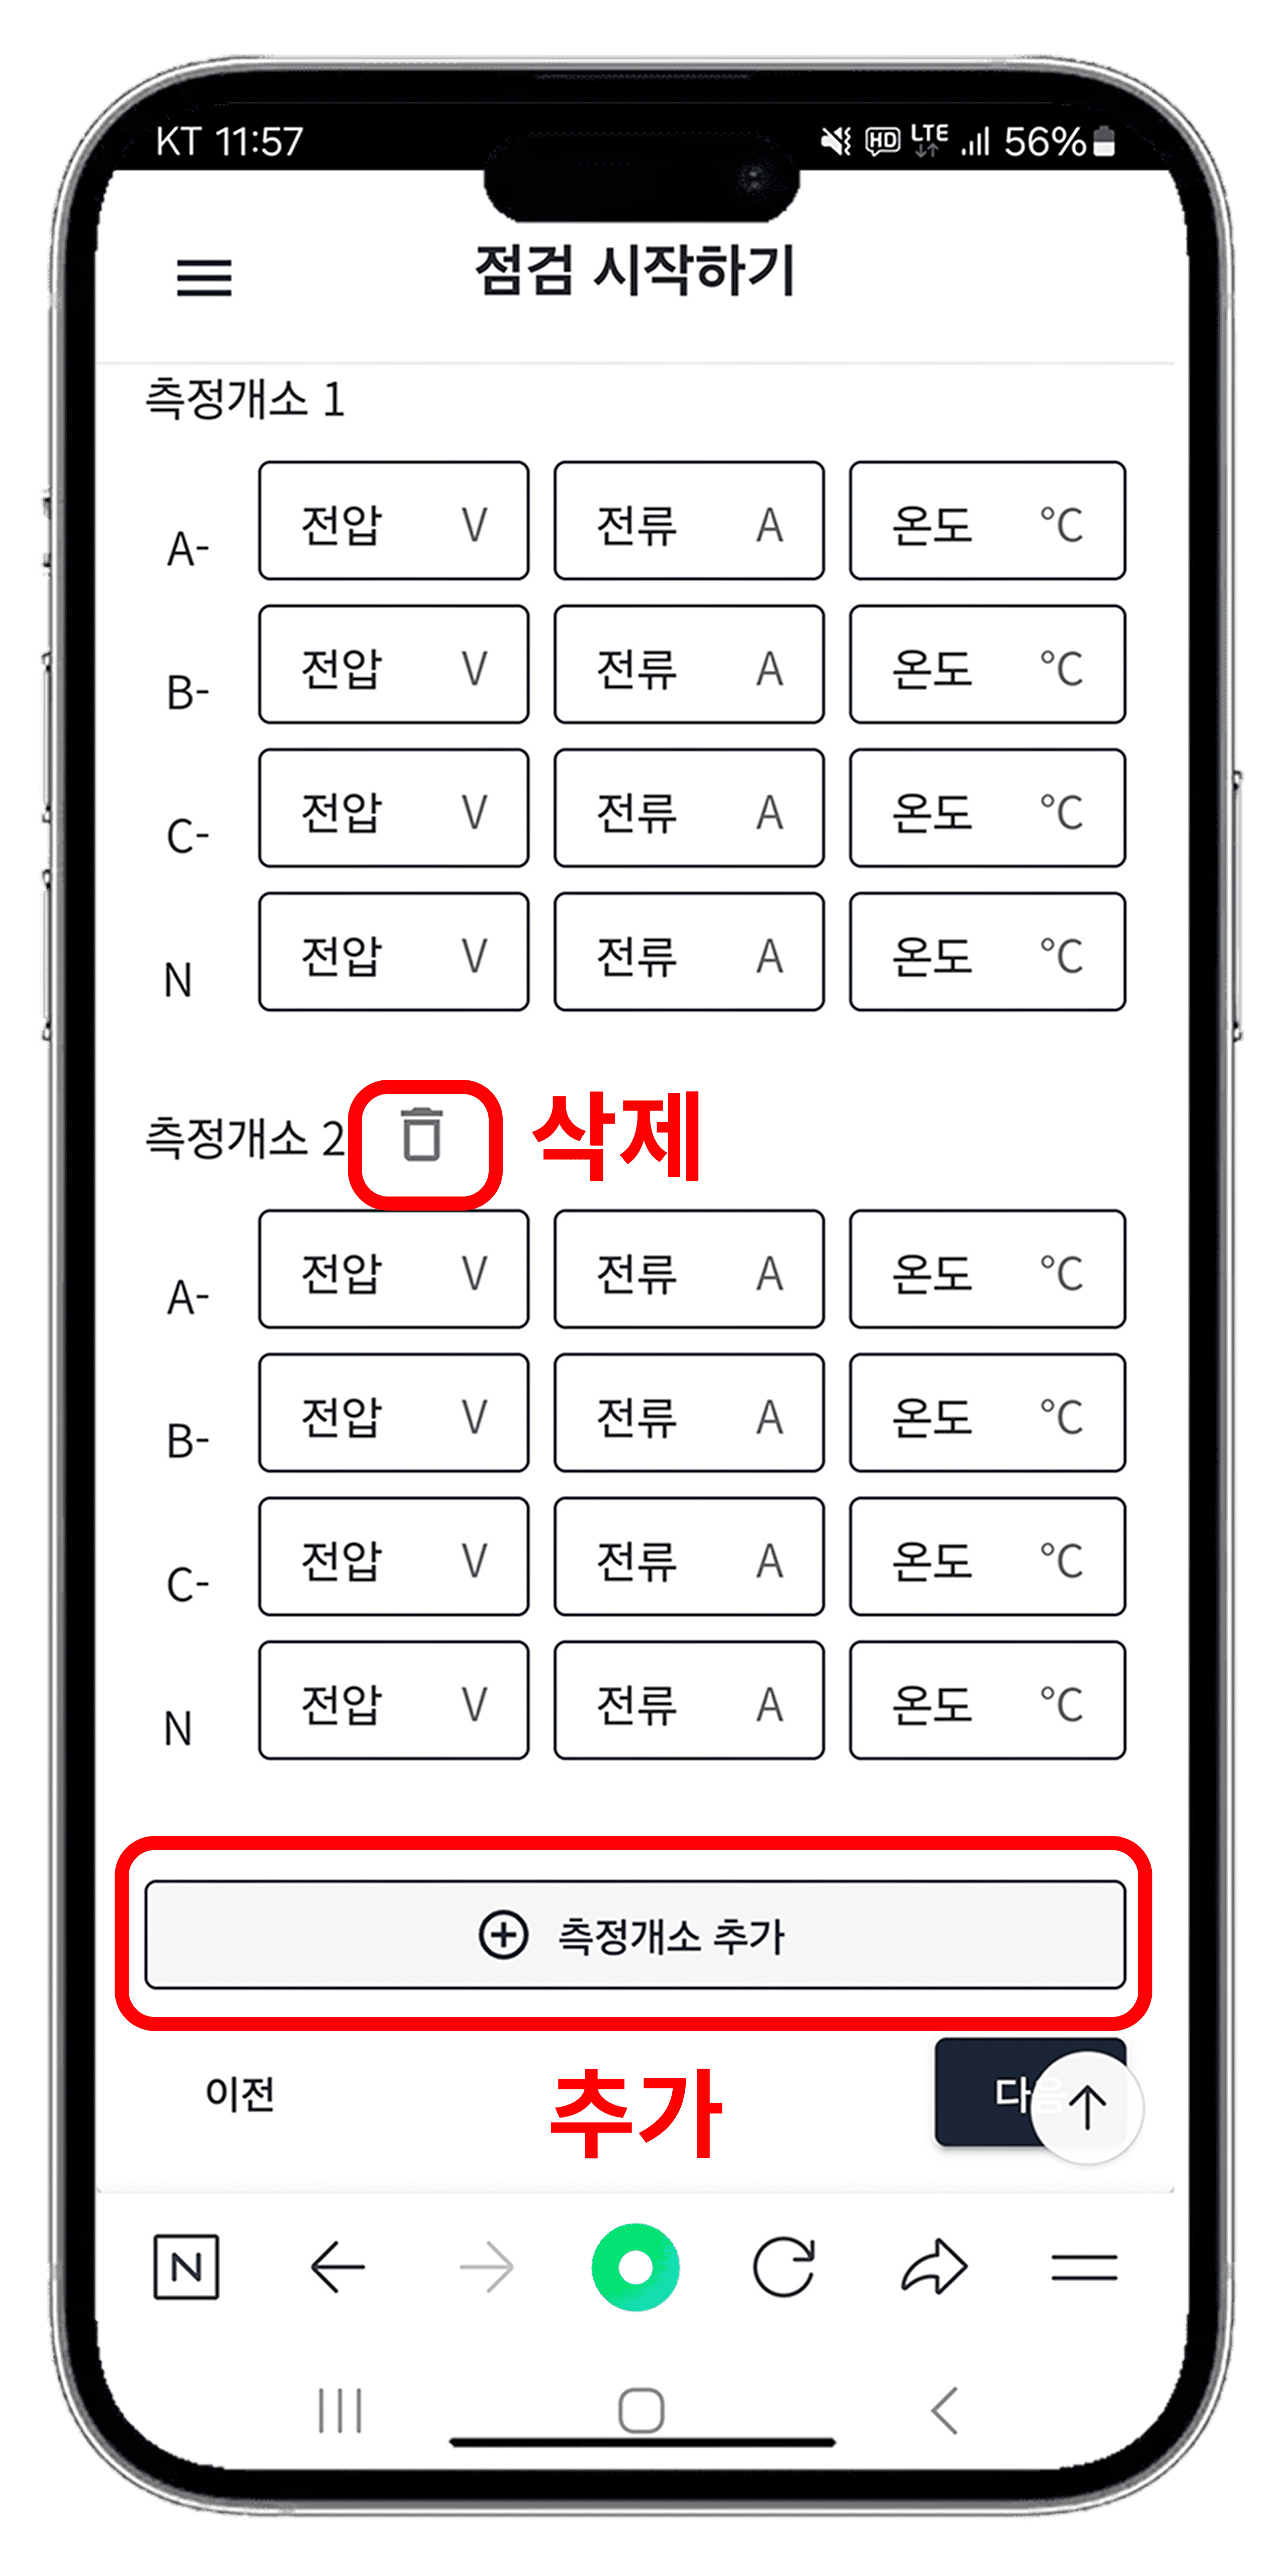 KT 11:57 HD LTE 56%
점검 시작하기
측정개소 1
A- 전압 V 전류 A 온도 °C
B- 전압 V 전류 A 온도 °C
C- 전압 V 전류 A 온도 °C
N 전압 V 전류 A 온도 °C
측정개소 2 삭제
A- 전압 V 전류 A 온도 °C
B- 전압 V 전류 A 온도 °C
C- 전압 V 전류 A 온도 °C
N 전압 V 전류 A 온도 °C
측정개소 추가
이전 추가 다음
N